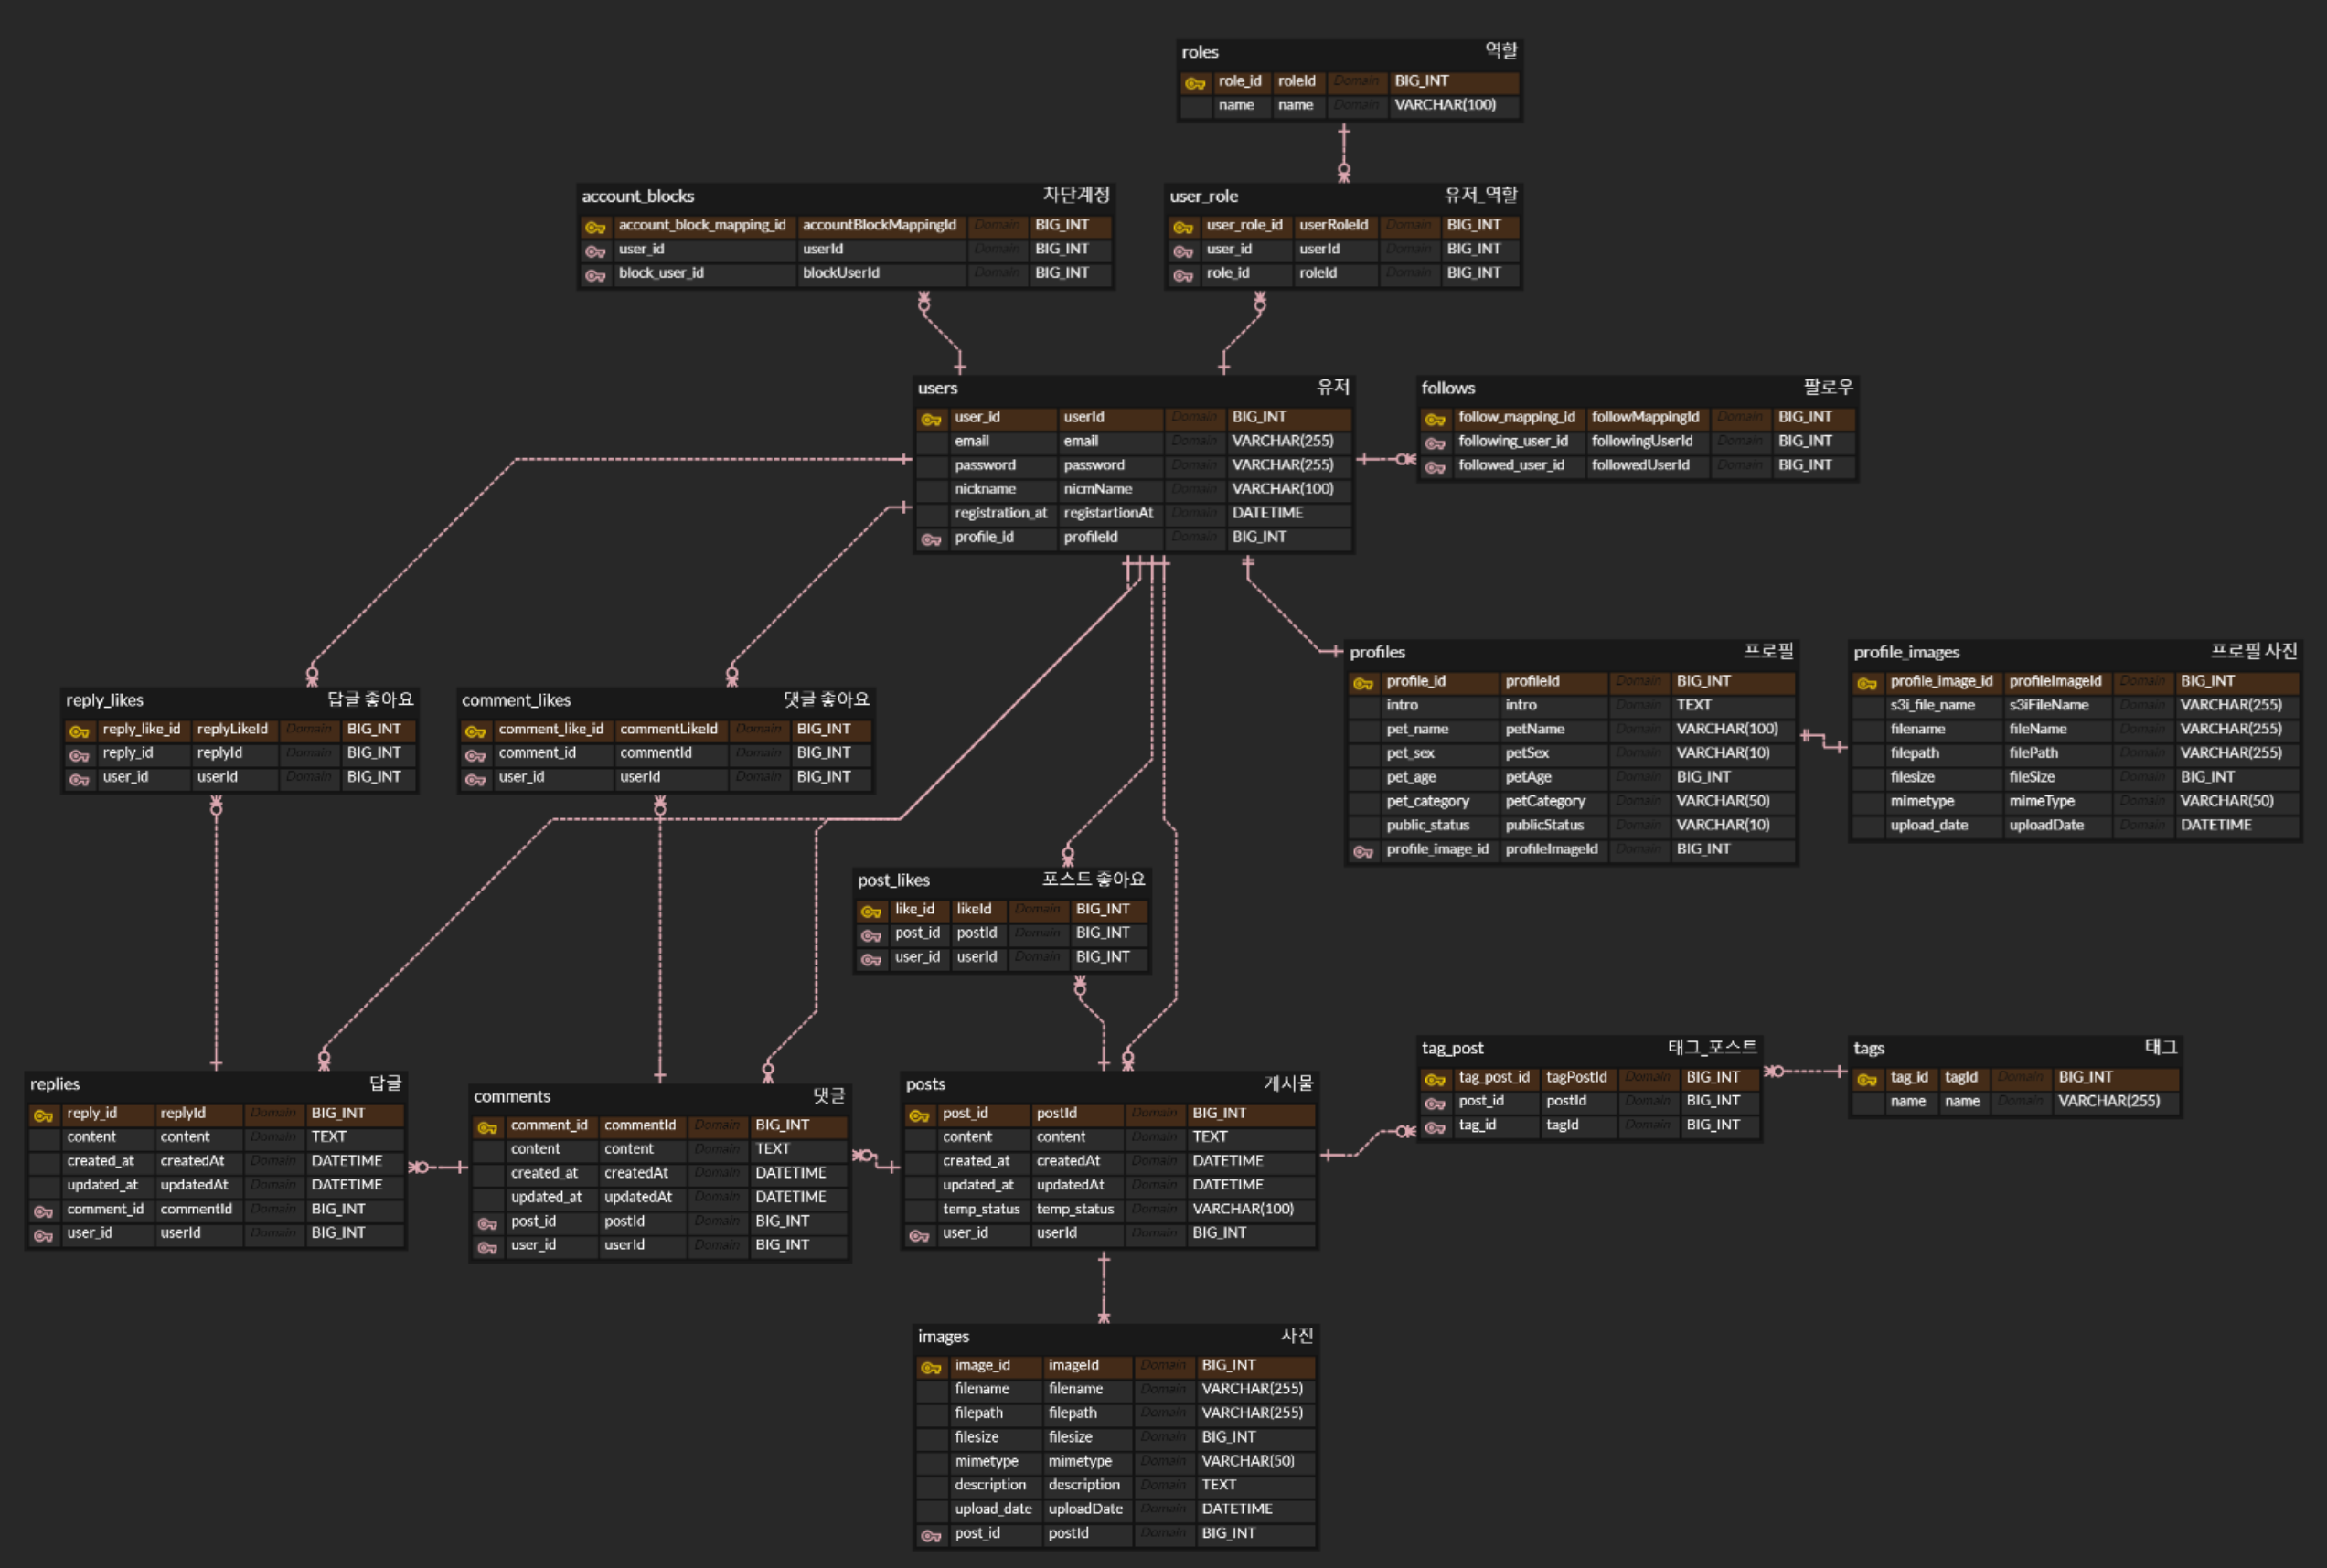 roles 역할
role_id roleId Domain BIG_INT
name name Domain VARCHAR(100)
account_blocks 차단계정
account_block_mapping_id accountBlockMappingId Domain BIG_INT
user_id userId Domain BIG_INT
block_user_id blockUserId Domain BIG_INT
user_role 유저_역할
user_role_id userRoleId Domain BIG_INT
user_id userId Domain BIG_INT
role_id roleId Domain BIG_INT
users 유저
user_id userId Domain BIG_INT
email email Domain VARCHAR(255)
password password Domain VARCHAR(255)
nickname nicmName Domain VARCHAR(100)
registration_at registartionAt Domain DATETIME
profile_id profileId Domain BIG_INT
follows 팔로우
follow_mapping_id followMappingId Domain BIG_INT
following_user_id followingUserId Domain BIG_INT
followed_user_id followedUserId Domain BIG_INT
reply_likes 답글 좋아요
reply_like_id replyLikeId Domain BIG_INT
reply_id replyId Domain BIG_INT
user_id userId Domain BIG_INT
comment_likes 댓글 좋아요
comment_like_id commentLikeId Domain BIG_INT
comment_id commentId Domain BIG_INT
user_id userId Domain BIG_INT
profiles 프로필
profile_id profileId Domain BIG_INT
intro intro Domain TEXT
pet_name petName Domain VARCHAR(100)
pet_sex petSex Domain VARCHAR(10)
pet_age petAge Domain BIG_INT
pet_category petCategory Domain VARCHAR(50)
public_status publicStatus Domain VARCHAR(10)
profile_image_id profileImageId Domain BIG_INT
profile_images 프로필 사진
profile_image_id profileImageId Domain BIG_INT
s3i_file_name s3iFileName Domain VARCHAR(255)
filename fileName Domain VARCHAR(255)
filepath filePath Domain VARCHAR(255)
filesize fileSize Domain BIG_INT
mimetype mimeType Domain VARCHAR(50)
upload_date uploadDate Domain DATETIME
post_likes 포스트 좋아요
like_id likeId Domain BIG_INT
post_id postId Domain BIG_INT
user_id userId Domain BIG_INT
replies 답글
reply_id replyId Domain BIG_INT
content content Domain TEXT
created_at createdAt Domain DATETIME
updated_at updatedAt Domain DATETIME
comment_id commentId Domain BIG_INT
user_id userId Domain BIG_INT
comments 댓글
comment_id commentId Domain BIG_INT
content content Domain TEXT
created_at createdAt Domain DATETIME
updated_at updatedAt Domain DATETIME
post_id postId Domain BIG_INT
user_id userId Domain BIG_INT
posts 게시물
post_id postId Domain BIG_INT
content content Domain TEXT
created_at createdAt Domain DATETIME
updated_at updatedAt Domain DATETIME
temp_status temp_status Domain VARCHAR(100)
user_id userId Domain BIG_INT
tag_post 태그_포스트
tag_post_id tagPostId Domain BIG_INT
post_id postId Domain BIG_INT
tag_id tagId Domain BIG_INT
tags 태그
tag_id tagId Domain BIG_INT
name name Domain VARCHAR(255)
images 사진
image_id imageId Domain BIG_INT
filename filename Domain VARCHAR(255)
filepath filepath Domain VARCHAR(255)
filesize filesize Domain BIG_INT
mimetype mimetype Domain VARCHAR(50)
description description Domain TEXT
upload_date uploadDate Domain DATETIME
post_id postId Domain BIG_INT